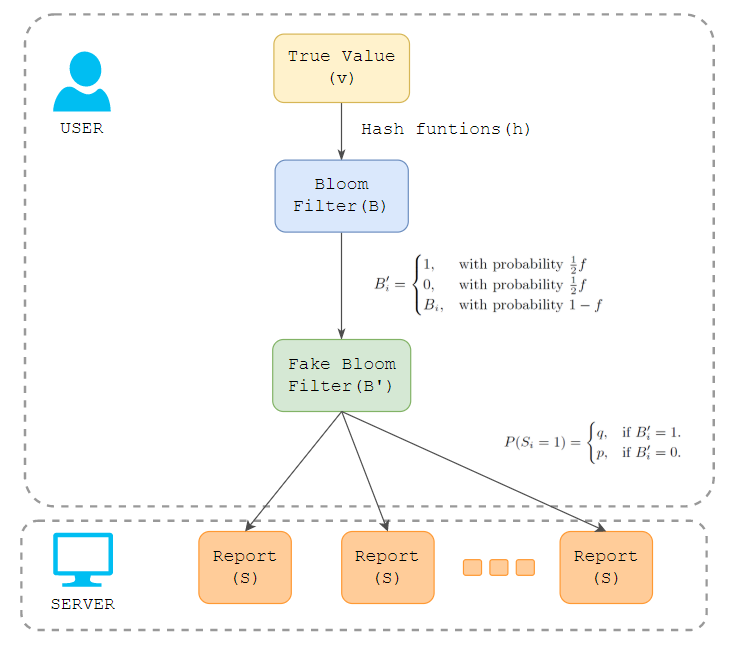 True Value
(v)
USER
Hash funtions(h)
Bloom
Filter(B)
B′ᵢ = { 1, with probability ½f
0, with probability ½f
Bᵢ, with probability 1 − f
Fake Bloom
Filter(B')
P(Sᵢ = 1) = { q, if B′ᵢ = 1.
p, if B′ᵢ = 0.
Report
(S)
Report
(S)
Report
(S)
SERVER